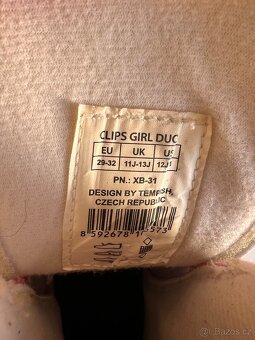 CLIPS GIRL DUO
EU UK US
29-32 11J-13J
PN.: XB-31
DESIGN BY TEMPISH,
CZECH REPUBLIC
sbazar.cz